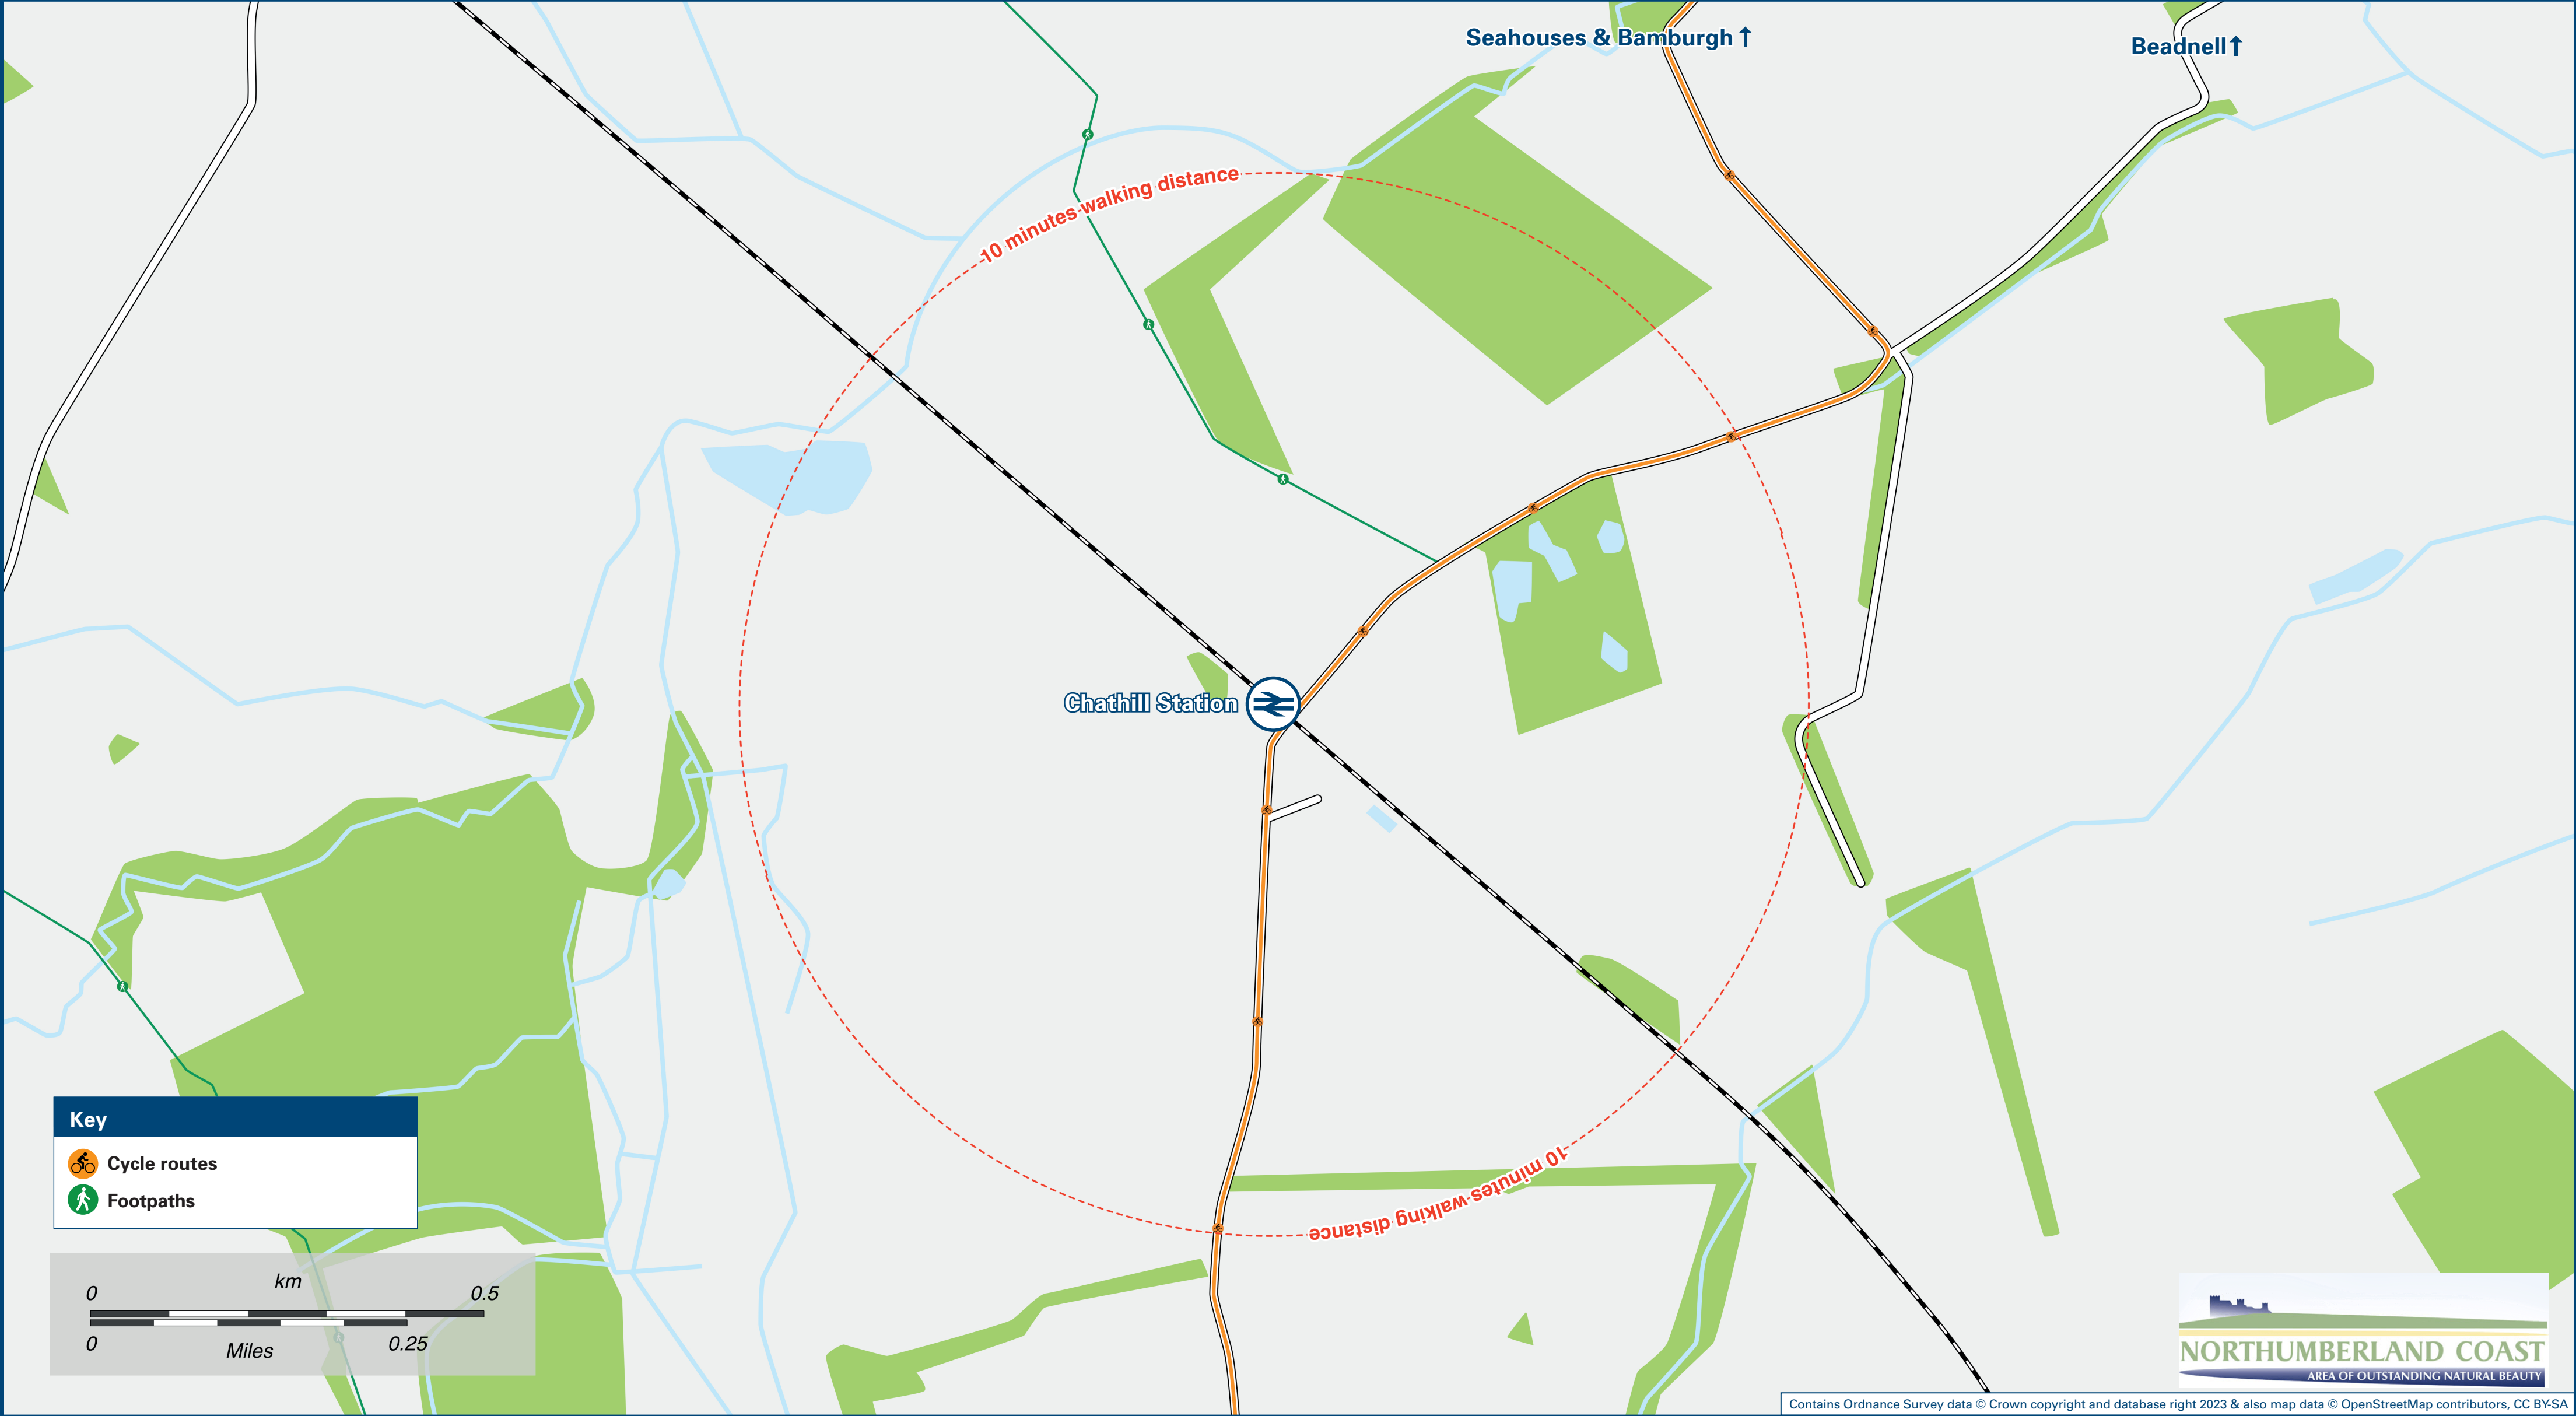 Seahouses & Bamburgh ↑
Beadnell ↑
10 minutes walking distance
Chathill Station
10 minutes walking distance
Key
Cycle routes
Footpaths
km
0 0.5
0 0.25
Miles
NORTHUMBERLAND COAST
AREA OF OUTSTANDING NATURAL BEAUTY
Contains Ordnance Survey data © Crown copyright and database right 2023 & also map data © OpenStreetMap contributors, CC BY-SA